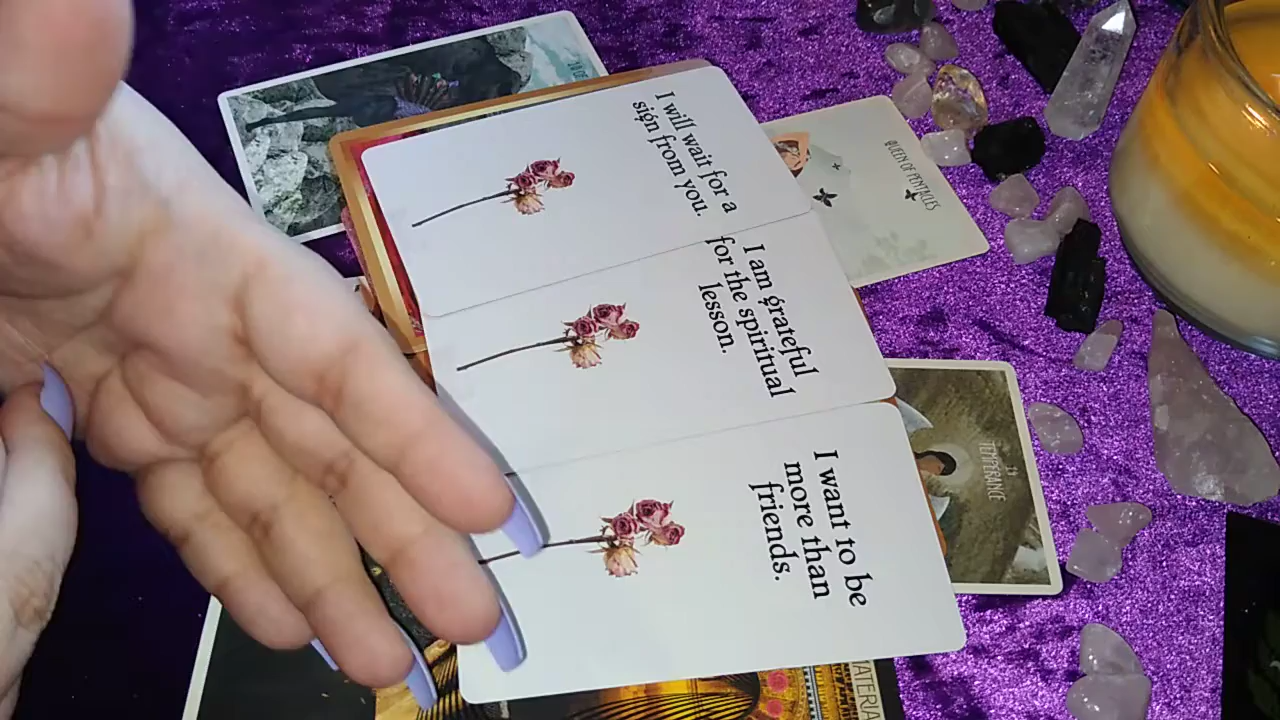 I will wait for a
sign from you.
I am grateful
for the spiritual
lesson.
I want to be
more than
friends.
QUEEN OF PENTACLES
TEMPERANCE